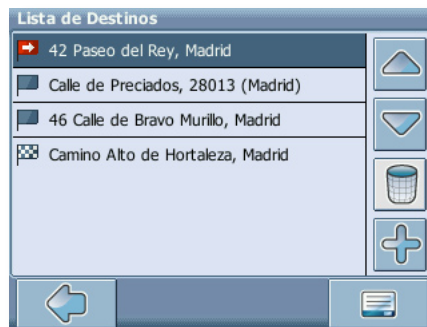 Lista de Destinos
42 Paseo del Rey, Madrid
Calle de Preciados, 28013 (Madrid)
46 Calle de Bravo Murillo, Madrid
Camino Alto de Hortaleza, Madrid